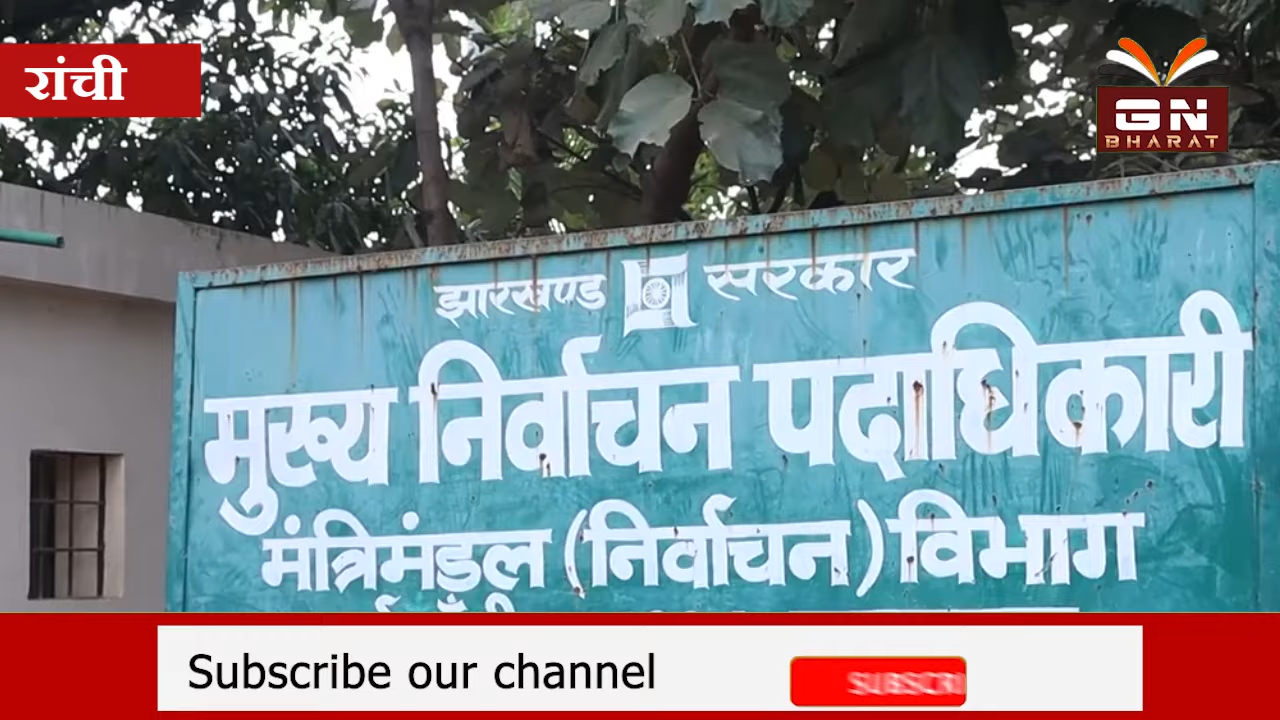 रांची
GN
BHARAT
झारखण्ड सरकार
मुख्य निर्वाचन पदाधिकारी
मंत्रिमंडल (निर्वाचन) विभाग
Subscribe our channel